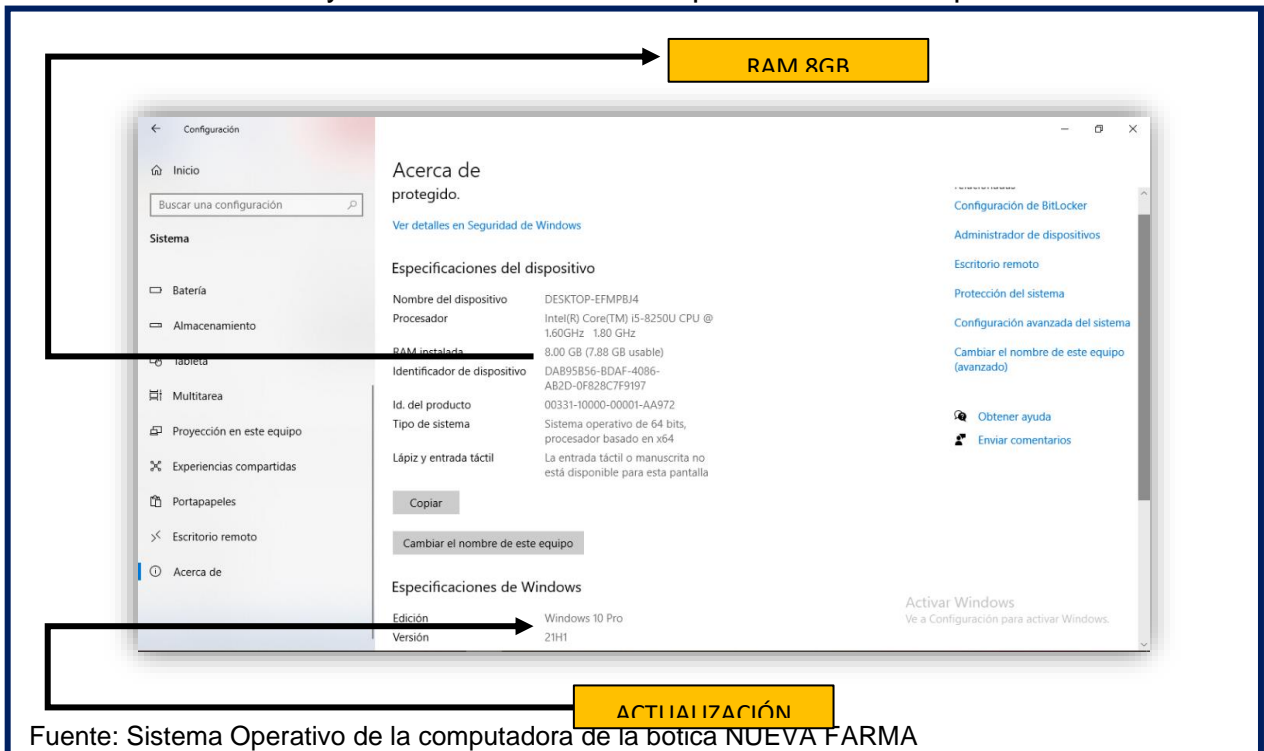 RAM 8GB
Configuración
Inicio
Buscar una configuración
Sistema
Batería
Almacenamiento
Tableta
Multitarea
Proyección en este equipo
Experiencias compartidas
Portapapeles
Escritorio remoto
Acerca de
Acerca de
protegido.
Ver detalles en Seguridad de Windows
Especificaciones del dispositivo
Nombre del dispositivo DESKTOP-EFMPBJ4
Procesador Intel(R) Core(TM) i5-8250U CPU @
1.60GHz 1.80 GHz
RAM instalada 8.00 GB (7.88 GB usable)
Identificador de dispositivo DAB95B56-BDAF-4086-
AB2D-0F828C7F9197
Id. del producto 00331-10000-00001-AA972
Tipo de sistema Sistema operativo de 64 bits,
procesador basado en x64
Lápiz y entrada táctil La entrada táctil o manuscrita no
está disponible para esta pantalla
Copiar
Cambiar el nombre de este equipo
Especificaciones de Windows
Edición Windows 10 Pro
Versión 21H1
Configuración de BitLocker
Administrador de dispositivos
Escritorio remoto
Protección del sistema
Configuración avanzada del sistema
Cambiar el nombre de este equipo
(avanzado)
Obtener ayuda
Enviar comentarios
Activar Windows
Ve a Configuración para activar Windows.
ACTUALIZACIÓN
Fuente: Sistema Operativo de la computadora de la botica NUEVA FARMA